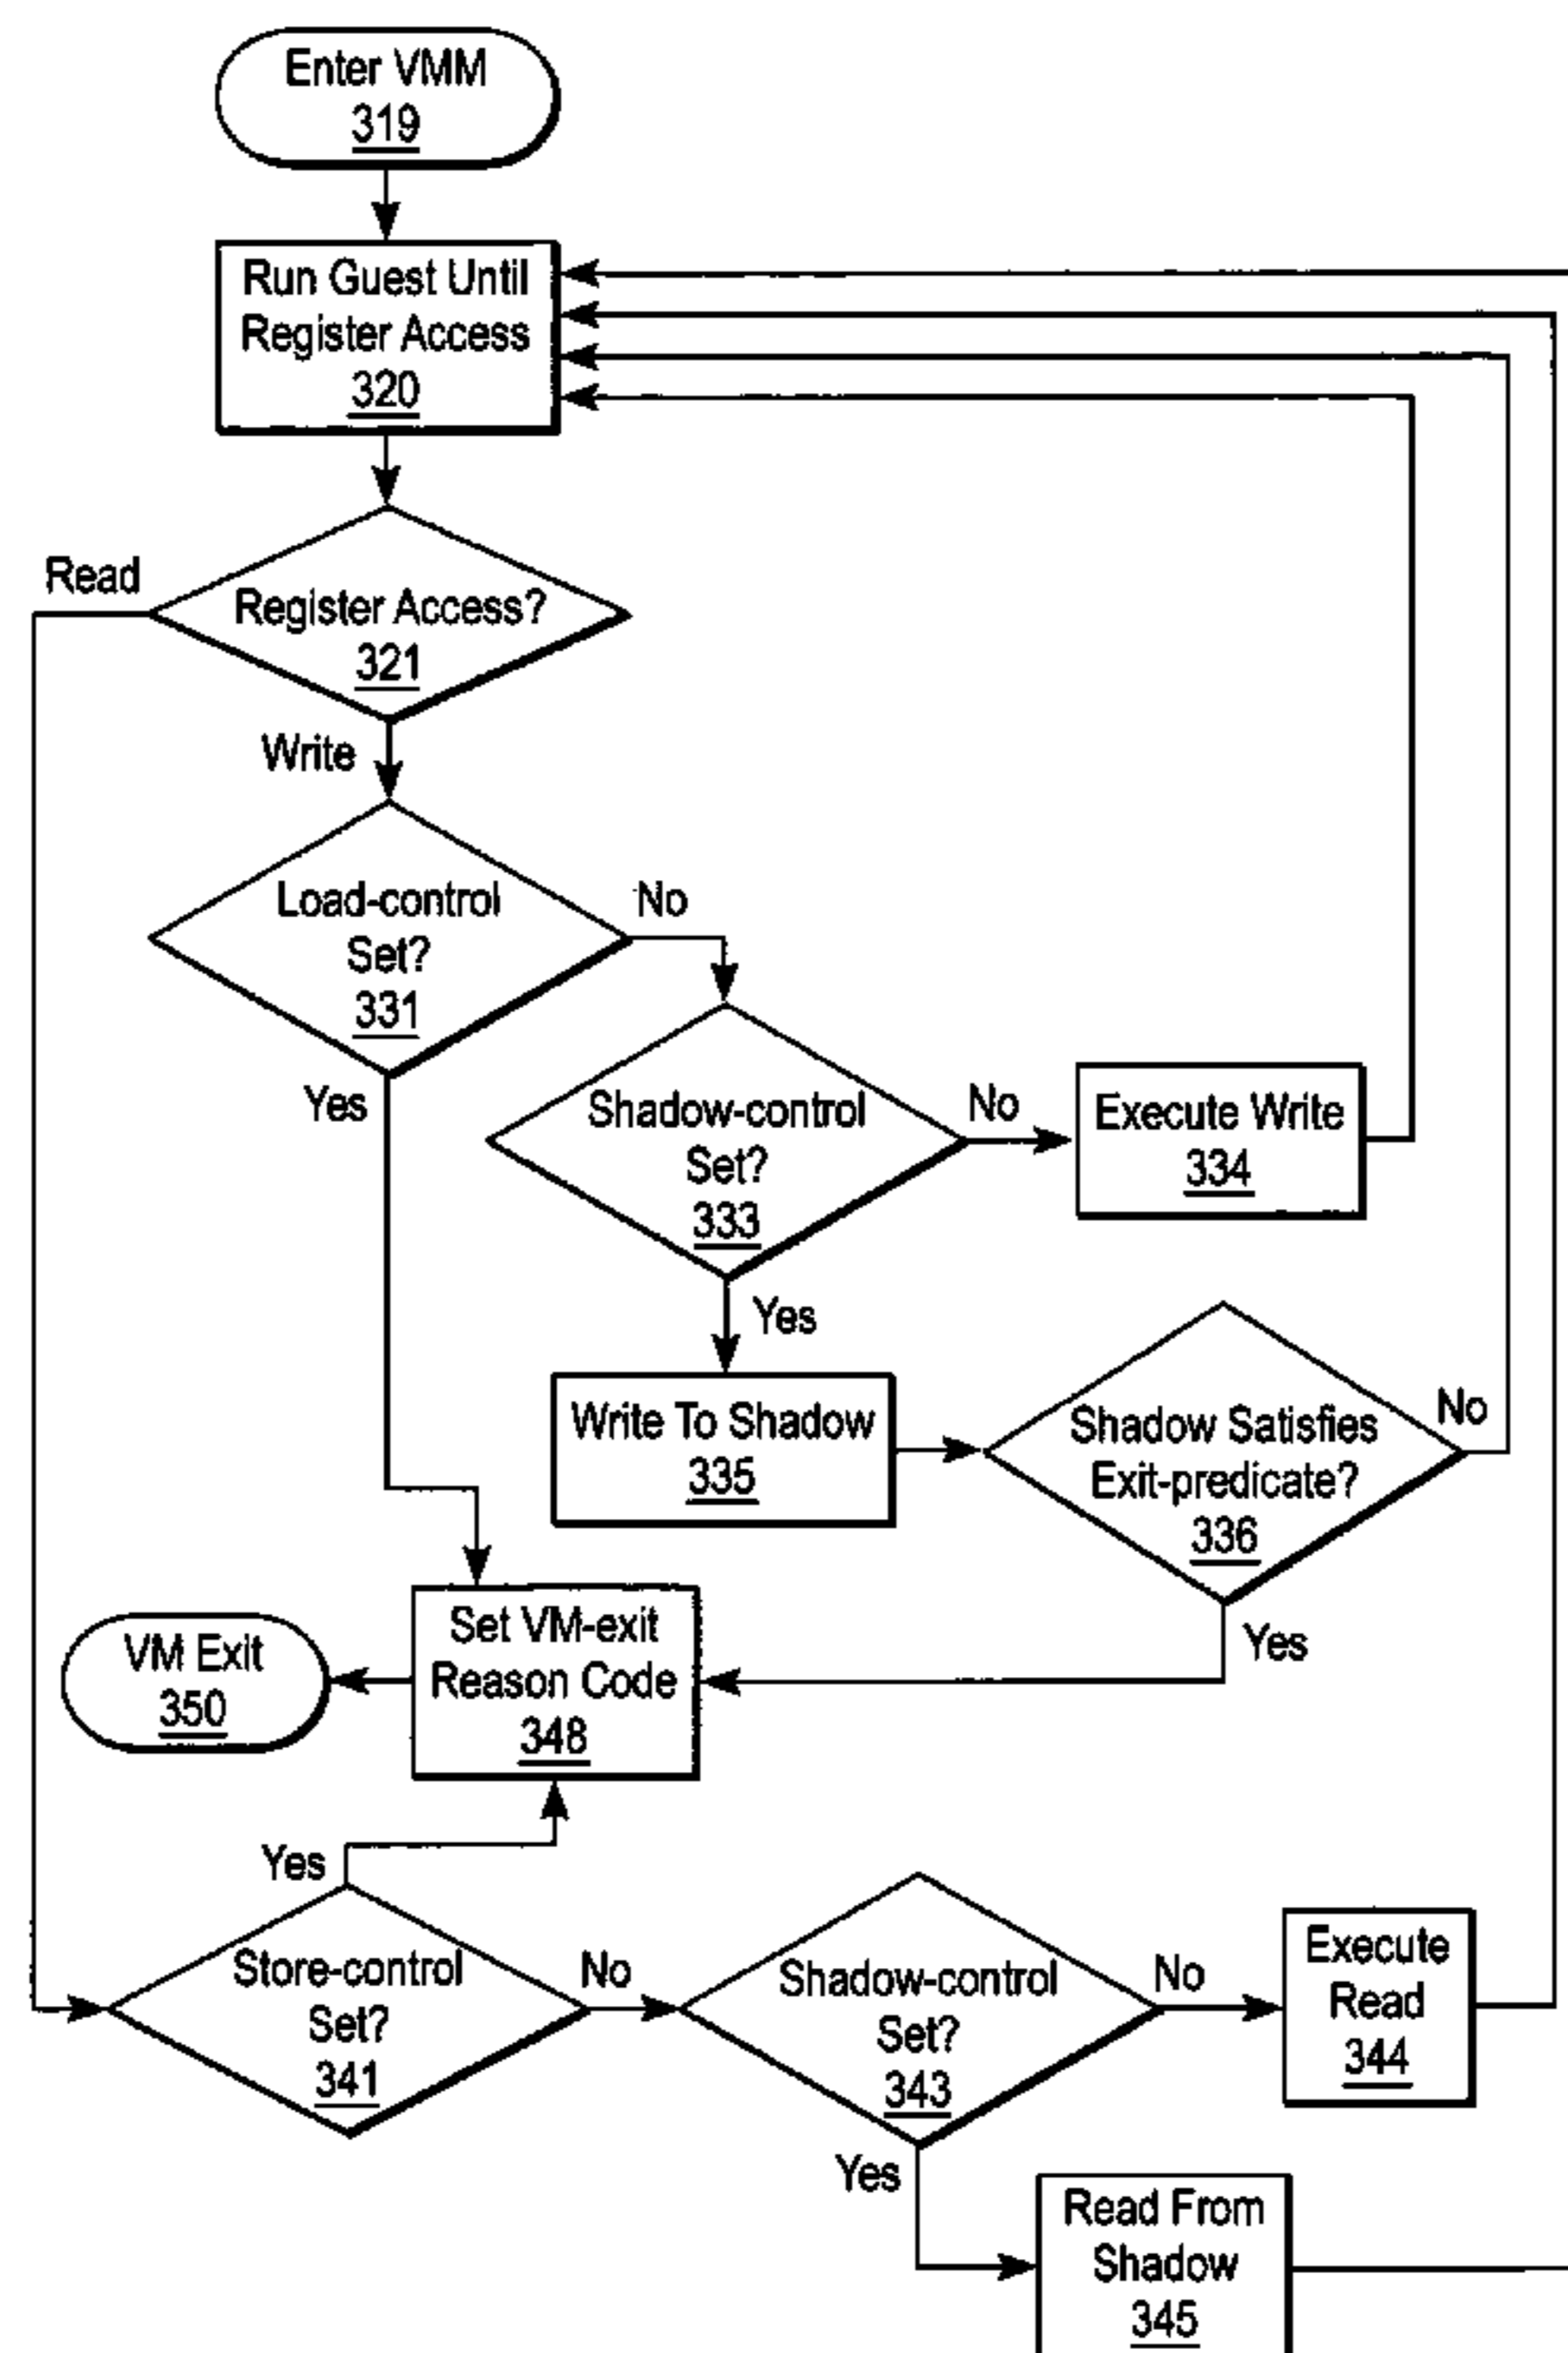 Enter VMM
319
Run Guest Until
Register Access
320
Read
Register Access?
321
Write
Load-control
Set?
331
No
Yes
Shadow-control
Set?
333
No
Execute Write
334
Yes
Write To Shadow
335
Shadow Satisfies
Exit-predicate?
336
No
Yes
Set VM-exit
Reason Code
348
VM Exit
350
Yes
Store-control
Set?
341
No
Shadow-control
Set?
343
No
Execute
Read
344
Yes
Read From
Shadow
345